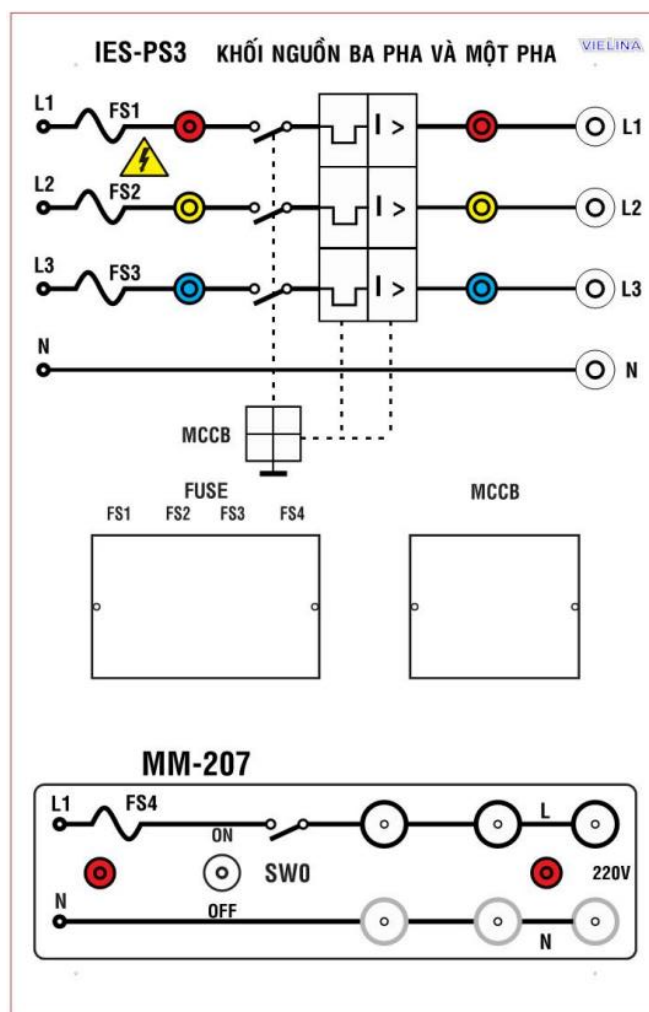 IES-PS3 KHỐI NGUỒN BA PHA VÀ MỘT PHA VIELINA
L1 FS1 I > L1
L2 FS2 I > L2
L3 FS3 I > L3
N N
MCCB
FUSE MCCB
FS1 FS2 FS3 FS4
MM-207
L1 FS4 L
ON
SW0 220V
N OFF N